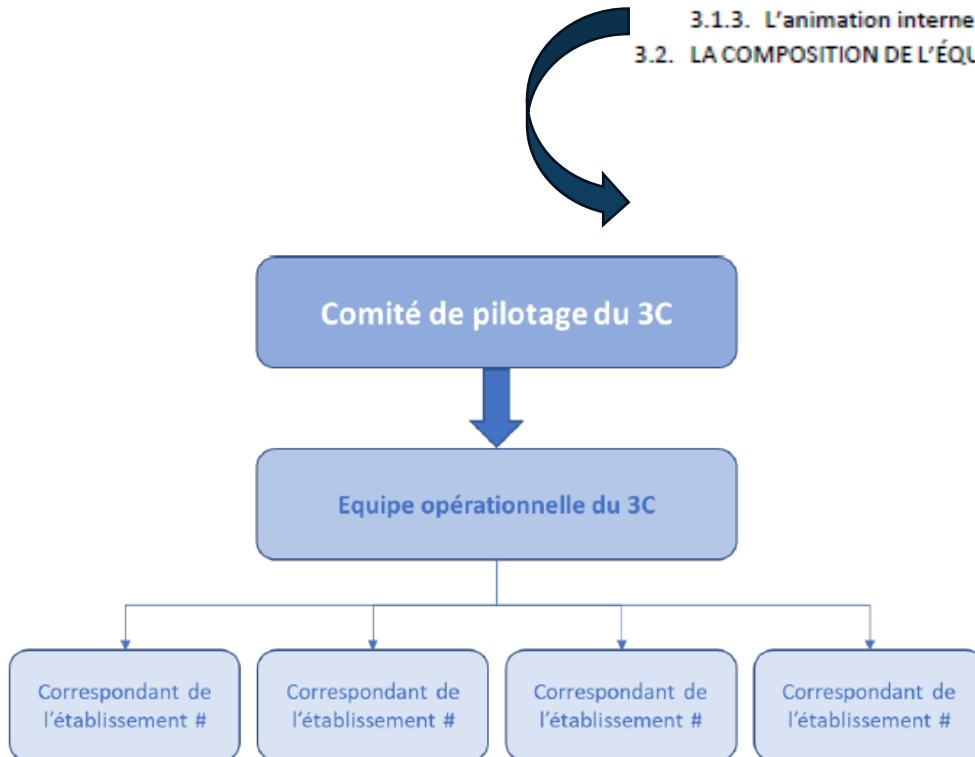 3.1.3. L'animation interne
3.2. LA COMPOSITION DE L'ÉQU
Comité de pilotage du 3C
Equipe opérationnelle du 3C
Correspondant de
l'établissement #
Correspondant de
l'établissement #
Correspondant de
l'établissement #
Correspondant de
l'établissement #